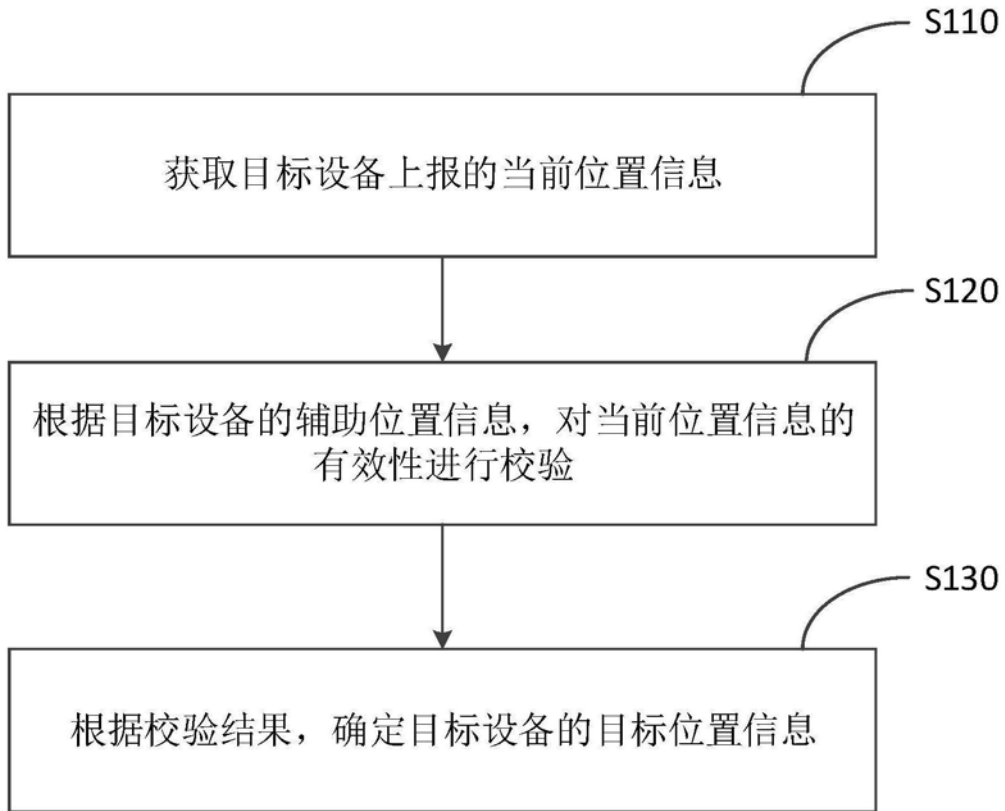 S110
获取目标设备上报的当前位置信息
S120
根据目标设备的辅助位置信息，对当前位置信息的
有效性进行校验
S130
根据校验结果，确定目标设备的目标位置信息